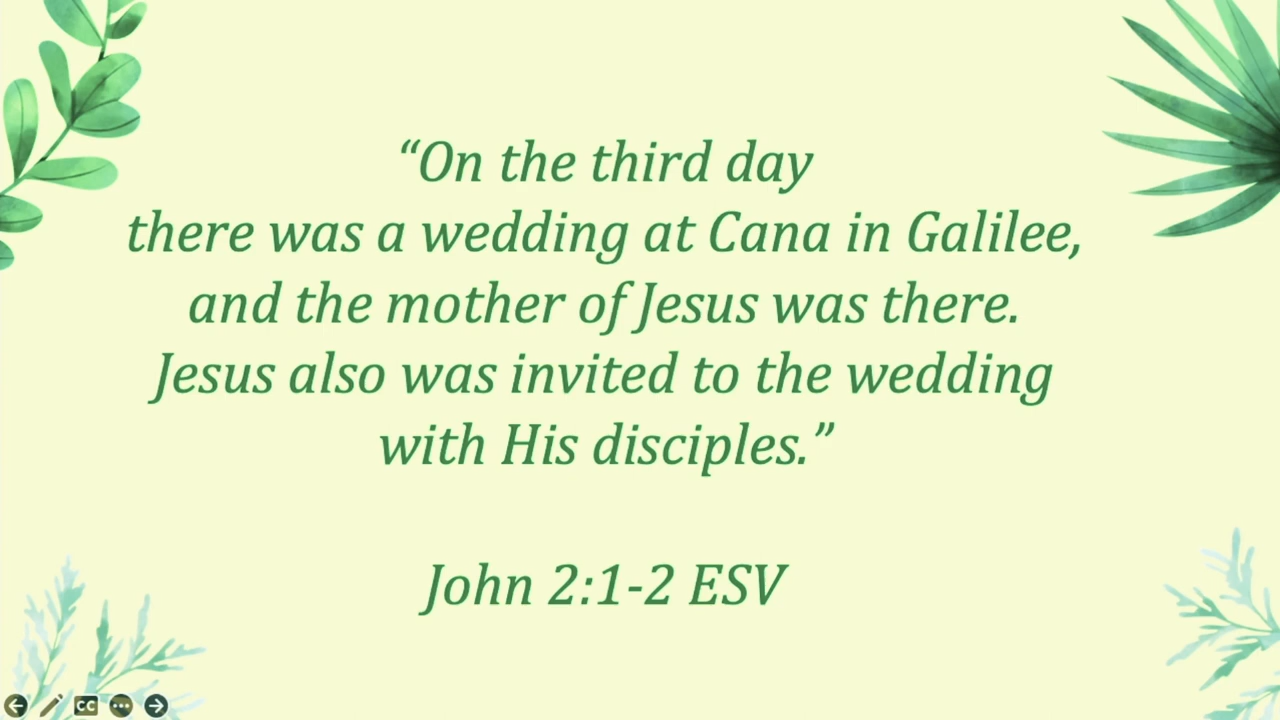 “On the third day
there was a wedding at Cana in Galilee,
and the mother of Jesus was there.
Jesus also was invited to the wedding
with His disciples.”
John 2:1-2 ESV
CC